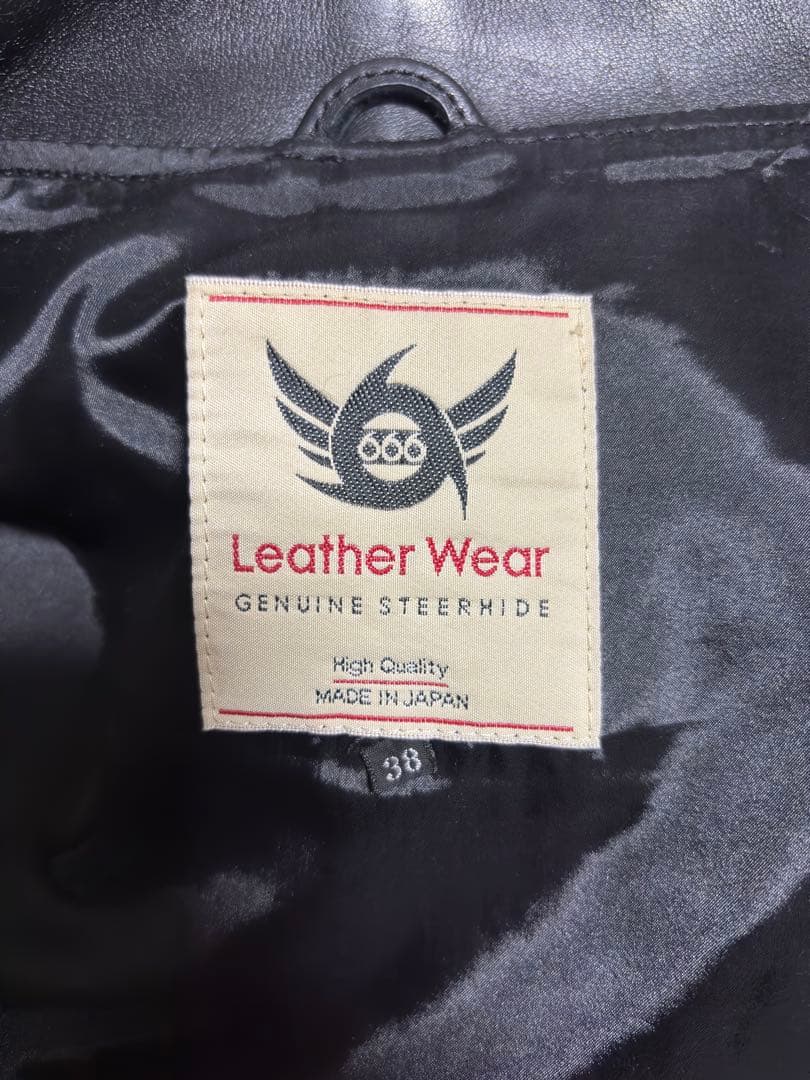 666
Leather Wear
GENUINE STEERHIDE
High Quality
MADE IN JAPAN
38